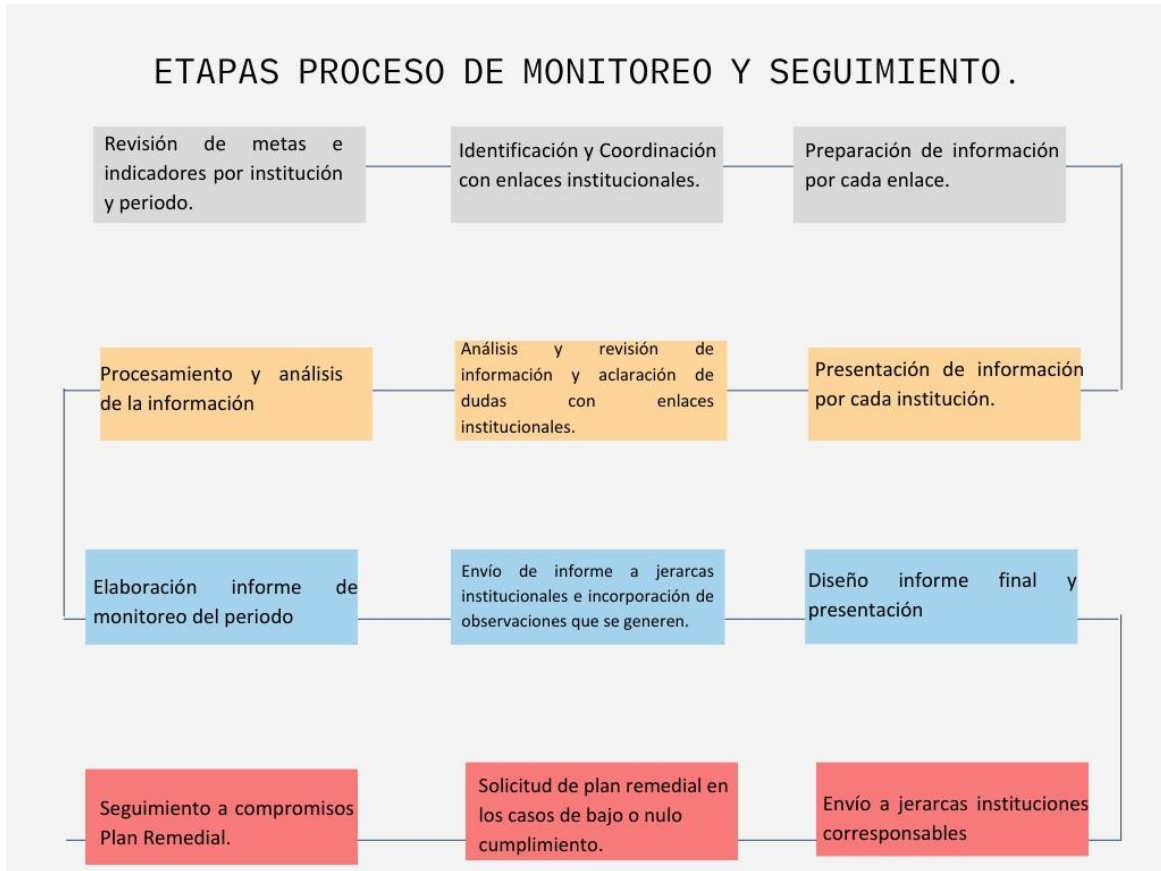 ETAPAS PROCESO DE MONITOREO Y SEGUIMIENTO.
Revisión de metas e
indicadores por institución
y periodo.
Identificación y Coordinación
con enlaces institucionales.
Preparación de información
por cada enlace.
Presentación de información
por cada institución.
Análisis y revisión de
información y aclaración de
dudas con enlaces
institucionales.
Procesamiento y análisis
de la información
Elaboración informe de
monitoreo del periodo
Envío de informe a jerarcas
institucionales e incorporación de
observaciones que se generen.
Diseño informe final y
presentación
Envío a jerarcas instituciones
corresponsables
Solicitud de plan remedial en
los casos de bajo o nulo
cumplimiento.
Seguimiento a compromisos
Plan Remedial.